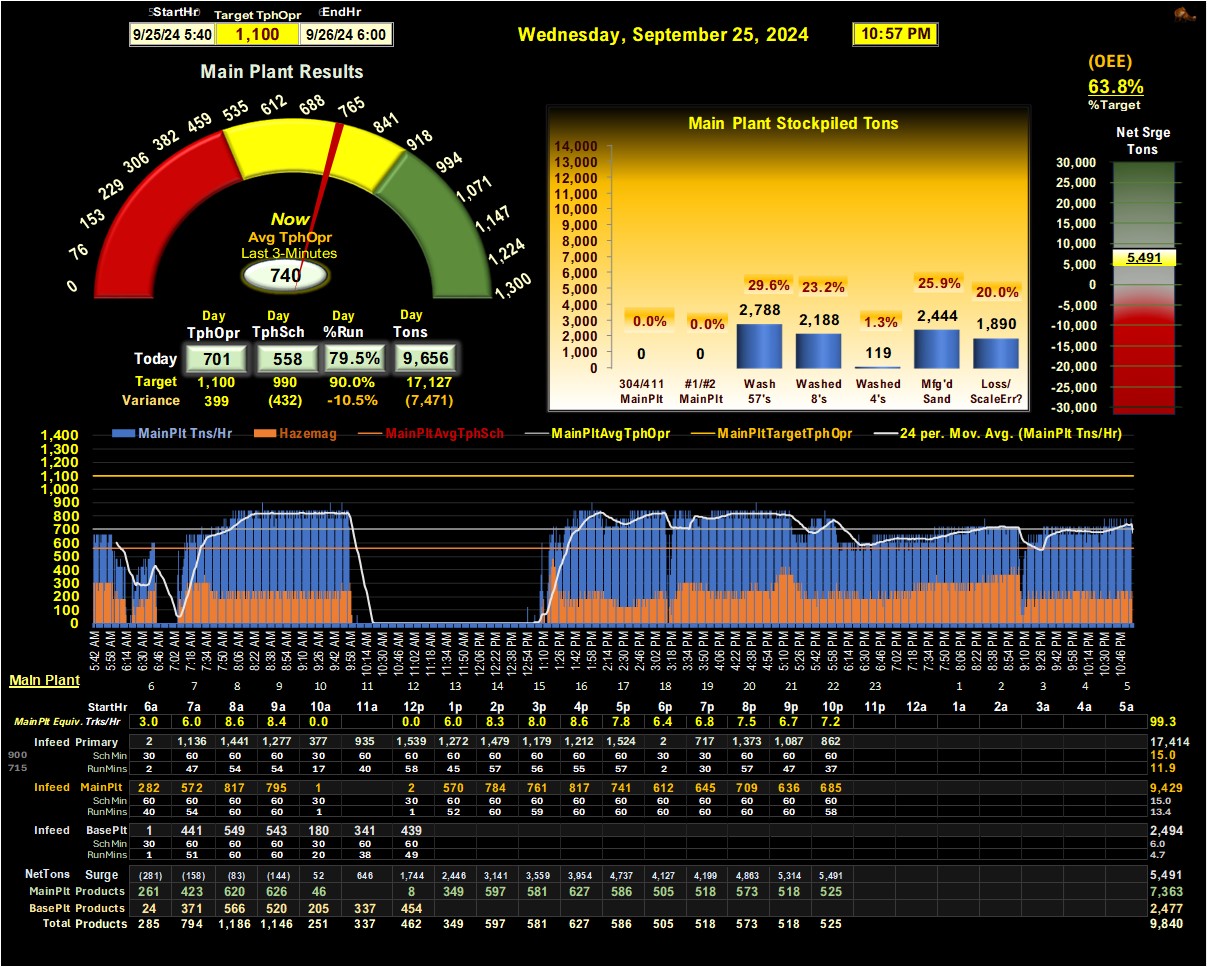 StartHr Target TphOpr EndHr
9/25/24 5:40 1,100 9/26/24 6:00
Wednesday, September 25, 2024 10:57 PM
(OEE)
63.8%
%Target
Main Plant Results
0 76 153 229 306 382 459 535 612 688 765 841 918 994 1,071 1,147 1,224 1,300
Now
Avg TphOpr
Last 3-Minutes
740
Day Day Day Day
TphOpr TphSch %Run Tons
Today 701 558 79.5% 9,656
Target 1,100 990 90.0% 17,127
Variance 399 (432) -10.5% (7,471)
Main Plant Stockpiled Tons
14,000
13,000
12,000
11,000
10,000
9,000
8,000
7,000
6,000
5,000
4,000
3,000
2,000
1,000
0
0.0% 0.0% 29.6% 23.2% 1.3% 25.9% 20.0%
0 0 2,788 2,188 119 2,444 1,890
304/411 #1/#2 Wash Washed Washed Mfg'd Loss/
MainPlt MainPlt 57's 8's 4's Sand ScaleErr?
Net Srge
Tons
30,000
25,000
20,000
15,000
10,000
5,000
0
-5,000
-10,000
-15,000
-20,000
-25,000
-30,000
5,491
MainPlt Tns/Hr Hazemag MainPltAvgTphSch MainPltAvgTphOpr MainPltTargetTphOpr 24 per. Mov. Avg. (MainPlt Tns/Hr)
1,400
1,300
1,200
1,100
1,000
900
800
700
600
500
400
300
200
100
0
5:42 AM 5:58 AM 6:14 AM 6:30 AM 6:46 AM 7:02 AM 7:18 AM 7:34 AM 7:50 AM 8:06 AM 8:22 AM 8:38 AM 8:54 AM 9:10 AM 9:26 AM 9:42 AM 9:58 AM 10:14 AM 10:30 AM 10:46 AM 11:02 AM 11:18 AM 11:34 AM 11:50 AM 12:06 PM 12:22 PM 12:38 PM 12:54 PM 1:10 PM 1:26 PM 1:42 PM 1:58 PM 2:14 PM 2:30 PM 2:46 PM 3:02 PM 3:18 PM 3:34 PM 3:50 PM 4:06 PM 4:22 PM 4:38 PM 4:54 PM 5:10 PM 5:26 PM 5:42 PM 5:58 PM 6:14 PM 6:30 PM 6:46 PM 7:02 PM 7:18 PM 7:34 PM 7:50 PM 8:06 PM 8:22 PM 8:38 PM 8:54 PM 9:10 PM 9:26 PM 9:42 PM 9:58 PM 10:14 PM 10:30 PM 10:46 PM
Main Plant 6 7 8 9 10 11 12 13 14 15 16 17 18 19 20 21 22 23 1 2 3 4 5
StartHr 6a 7a 8a 9a 10a 11a 12p 1p 2p 3p 4p 5p 6p 7p 8p 9p 10p 11p 12a 1a 2a 3a 4a 5a
MainPlt Equiv. Trks/Hr 3.0 6.0 8.6 8.4 0.0 0.0 6.0 8.3 8.0 8.6 7.8 6.4 6.8 7.5 6.7 7.2 99.3
Infeed Primary 2 1,136 1,441 1,277 377 935 1,539 1,272 1,479 1,179 1,212 1,524 2 717 1,373 1,087 862 17,414
900 Sch Min 30 60 60 60 30 60 60 60 60 60 60 60 30 30 60 60 60 15.0
715 RunMins 2 47 54 54 17 40 58 45 57 56 55 57 2 30 57 47 37 11.9
Infeed MainPlt 282 572 817 795 1 2 570 784 761 817 741 612 645 709 636 685 9,429
Sch Min 60 60 60 60 30 30 60 60 60 60 60 60 60 60 60 60 15.0
RunMins 40 54 60 60 1 1 52 60 59 60 60 60 60 60 60 58 13.4
Infeed BasePlt 1 441 549 543 180 341 439 2,494
Sch Min 30 60 60 60 30 60 60 6.0
RunMins 1 51 60 60 20 38 49 4.7
NetTons Surge (281) (158) (83) (144) 52 646 1,744 2,446 3,141 3,559 3,954 4,737 4,127 4,199 4,863 5,314 5,491 5,491
MainPlt Products 261 423 620 626 46 8 349 597 581 627 586 505 518 573 518 525 7,363
BasePlt Products 24 371 566 520 205 337 454 2,477
Total Products 285 794 1,186 1,146 251 337 462 349 597 581 627 586 505 518 573 518 525 9,840